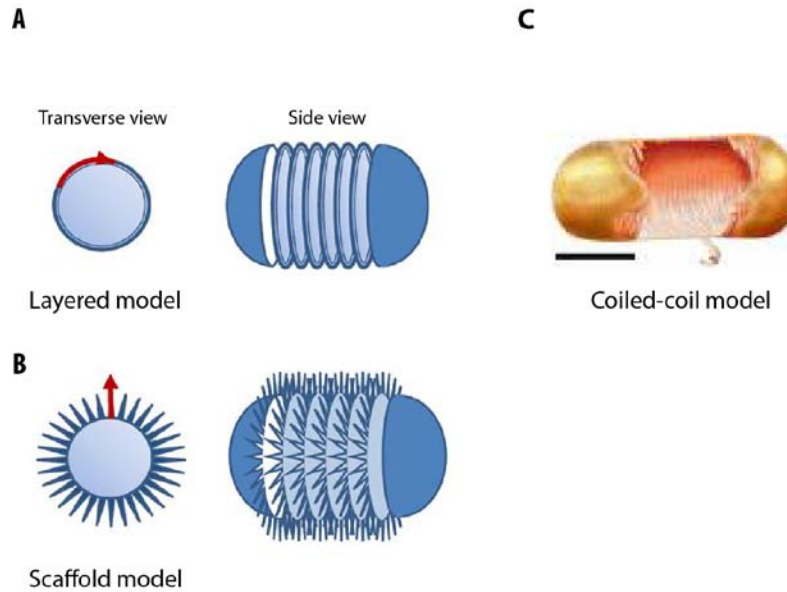 A
Transverse view
Side view
Layered model
B
Scaffold model
C
Coiled-coil model